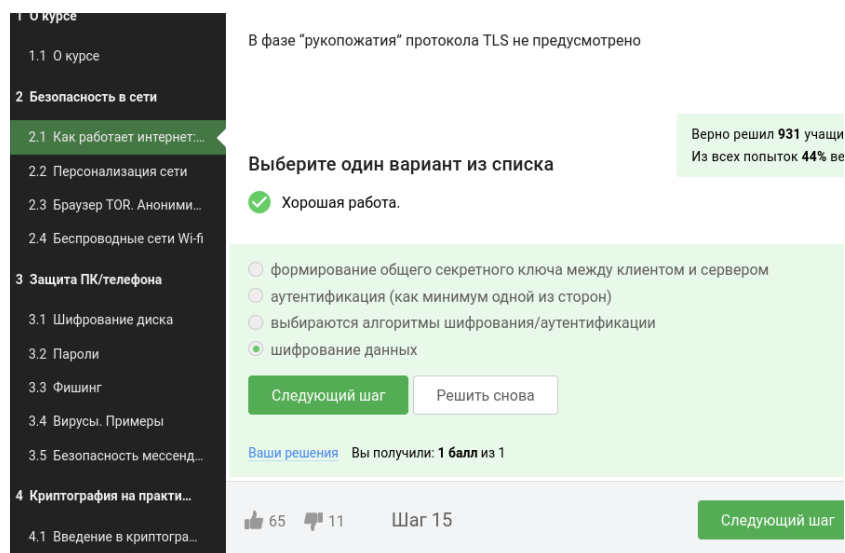 1 О курсе
1.1 О курсе
2 Безопасность в сети
2.1 Как работает интернет:...
2.2 Персонализация сети
2.3 Браузер TOR. Аноними...
2.4 Беспроводные сети Wi-fi
3 Защита ПК/телефона
3.1 Шифрование диска
3.2 Пароли
3.3 Фишинг
3.4 Вирусы. Примеры
3.5 Безопасность мессенд...
4 Криптография на практи...
4.1 Введение в криптогра...
В фазе “рукопожатия” протокола TLS не предусмотрено
Верно решил 931 учащи
Из всех попыток 44% ве
Выберите один вариант из списка
Хорошая работа.
формирование общего секретного ключа между клиентом и сервером
аутентификация (как минимум одной из сторон)
выбираются алгоритмы шифрования/аутентификации
шифрование данных
Следующий шаг
Решить снова
Ваши решения Вы получили: 1 балл из 1
65 11 Шаг 15 Следующий шаг